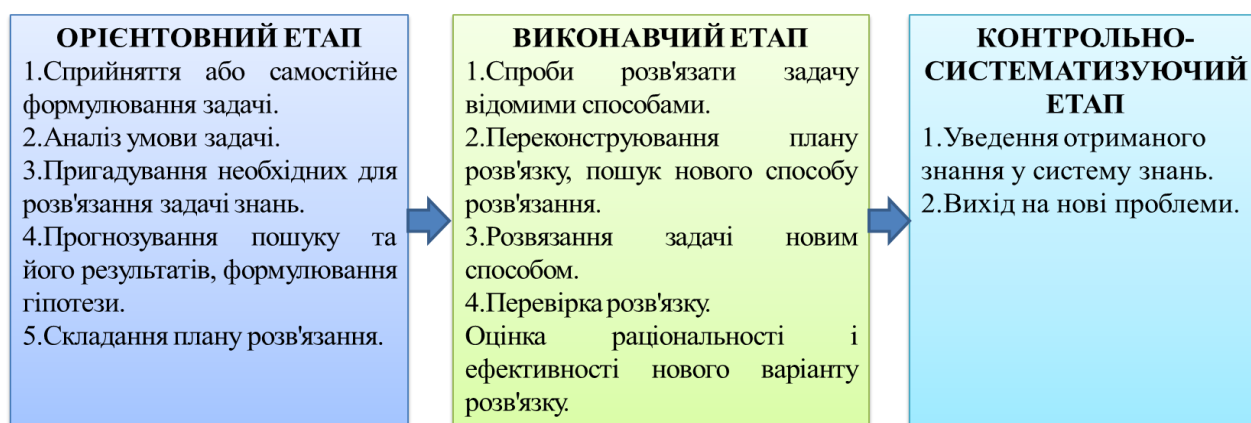 ОРІЄНТОВНИЙ ЕТАП
1.Сприйняття або самостійне
формулювання задачі.
2.Аналіз умови задачі.
3.Пригадування необхідних для
розв'язання задачі знань.
4.Прогнозування пошуку та
його результатів, формулювання
гіпотези.
5.Складання плану розв'язання.
ВИКОНАВЧИЙ ЕТАП
1.Спроби розв'язати задачу
відомими способами.
2.Переконструювання плану
розв'язку, пошук нового способу
розв'язання.
3.Розвязання задачі новим
способом.
4.Перевірка розв'язку.
Оцінка раціональності і
ефективності нового варіанту
розв'язку.
КОНТРОЛЬНО-
СИСТЕМАТИЗУЮЧИЙ
ЕТАП
1.Уведення отриманого
знання у систему знань.
2.Вихід на нові проблеми.